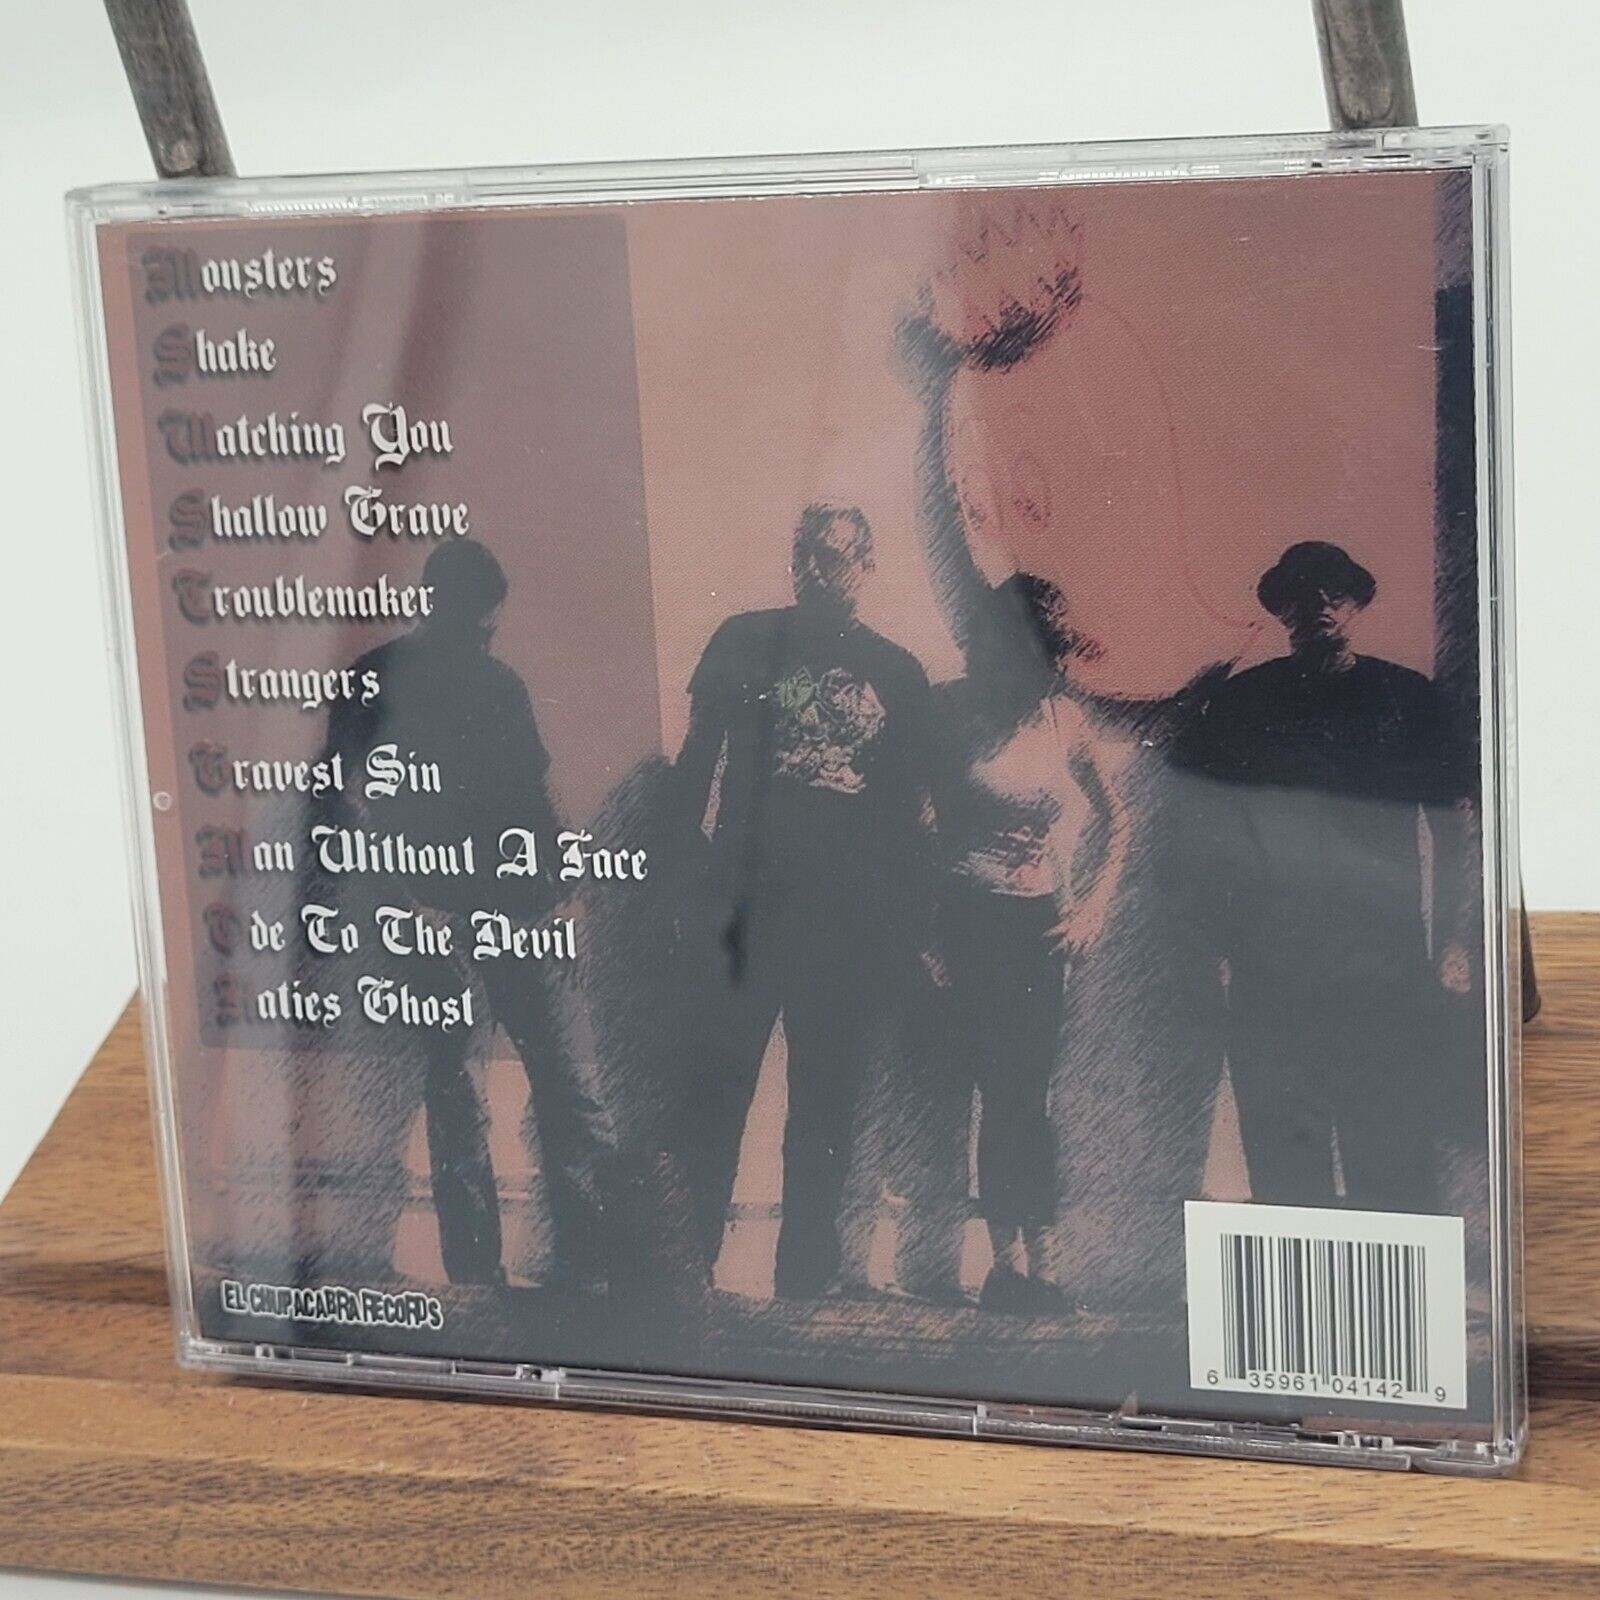 Monsters
Shake
Watching You
Shallow Grave
Troublemaker
Strangers
Gravest Sin
Man Without A Face
Ode To The Devil
Katies Ghost
EL CHUPACABRA RECORDS
6 35961 04142 9